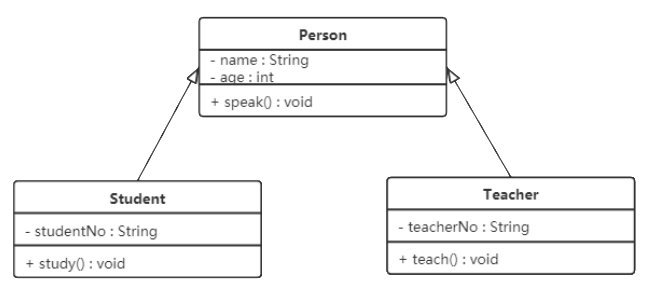 Person
- name : String
- age : int
+ speak() : void
Student
- studentNo : String
+ study() : void
Teacher
- teacherNo : String
+ teach() : void